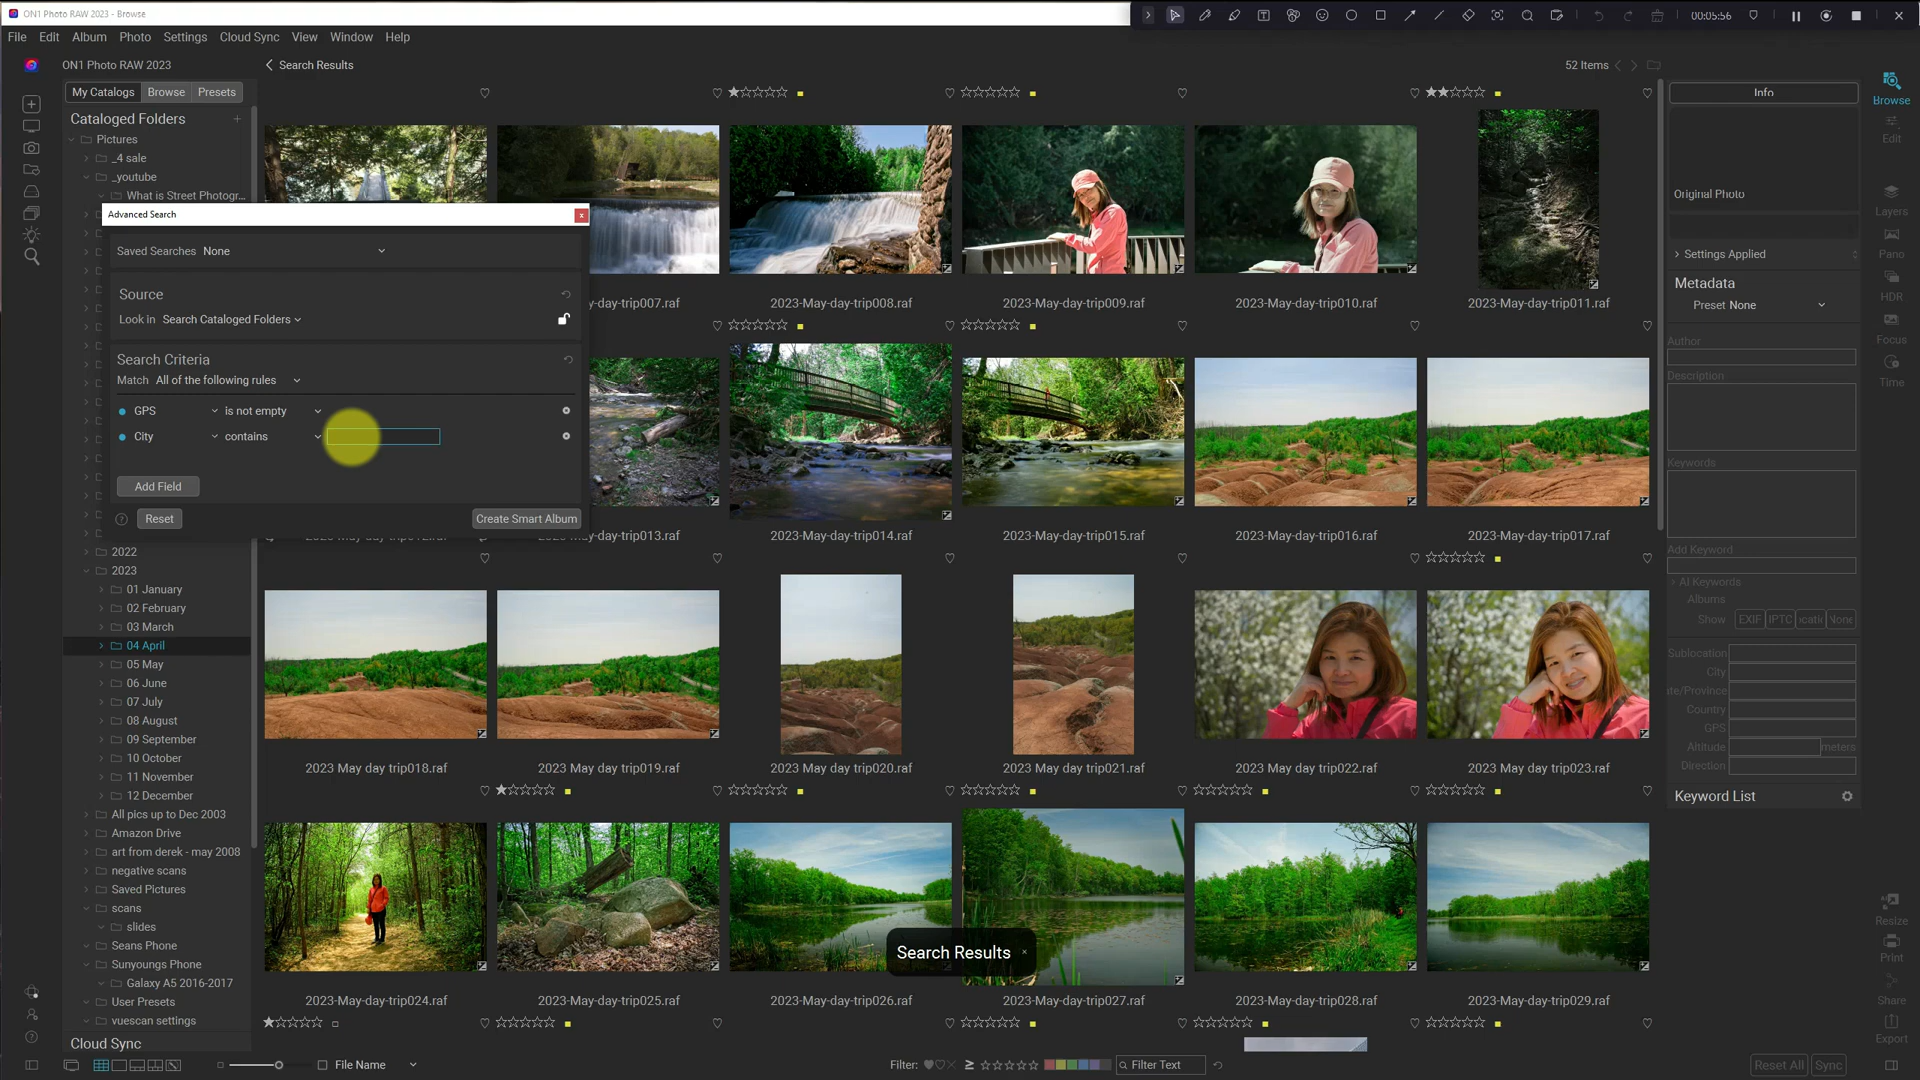 ON1 Photo RAW 2023 - Browse
00:05:56
File Edit Album Photo Settings Cloud Sync View Window Help
ON1 Photo RAW 2023
Search Results
52 Items
My Catalogs Browse Presets
Info
Browse
Cataloged Folders
Pictures
_4 sale
_youtube
What is Street Photogr...
Edit
Original Photo
Layers
Advanced Search
Saved Searches None
Settings Applied
Pano
Source
Look in Search Cataloged Folders
Metadata
Preset None
HDR
y-day-trip007.raf
2023-May-day-trip008.raf
2023-May-day-trip009.raf
2023-May-day-trip010.raf
2023-May-day-trip011.raf
Focus
Author
Search Criteria
Match All of the following rules
Description
Time
GPS is not empty
City contains
Keywords
Add Field
Reset
Create Smart Album
2023-May-day-trip013.raf
2023-May-day-trip014.raf
2023-May-day-trip015.raf
2023-May-day-trip016.raf
2023-May-day-trip017.raf
Add Keyword
AI Keywords
Albums
Show EXIF IPTC None
2022
2023
01 January
02 February
03 March
04 April
05 May
06 June
07 July
08 August
09 September
10 October
11 November
12 December
All pics up to Dec 2003
Amazon Drive
art from derek - may 2008
negative scans
Saved Pictures
scans
slides
Seans Phone
Sunyoungs Phone
Galaxy A5 2016-2017
User Presets
vuescan settings
Cloud Sync
Sublocation
City
te/Province
Country
GPS
Altitude meters
Direction
2023 May day trip018.raf
2023 May day trip019.raf
2023 May day trip020.raf
2023 May day trip021.raf
2023 May day trip022.raf
2023 May day trip023.raf
Keyword List
Search Results
2023-May-day-trip024.raf
2023-May-day-trip025.raf
2023-May-day-trip026.raf
2023-May-day-trip027.raf
2023-May-day-trip028.raf
2023-May-day-trip029.raf
Resize
Print
Share
Export
File Name
Filter:
Filter Text
Reset All Sync